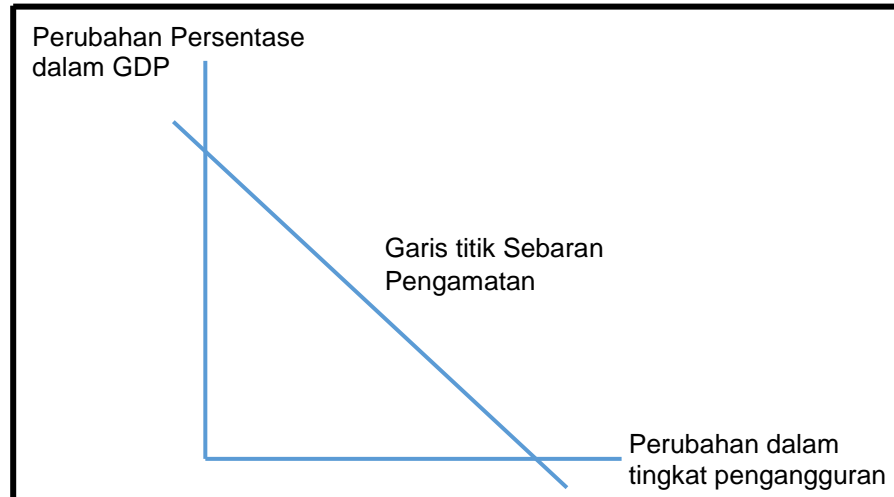 Perubahan Persentase
dalam GDP
Garis titik Sebaran
Pengamatan
Perubahan dalam
tingkat pengangguran